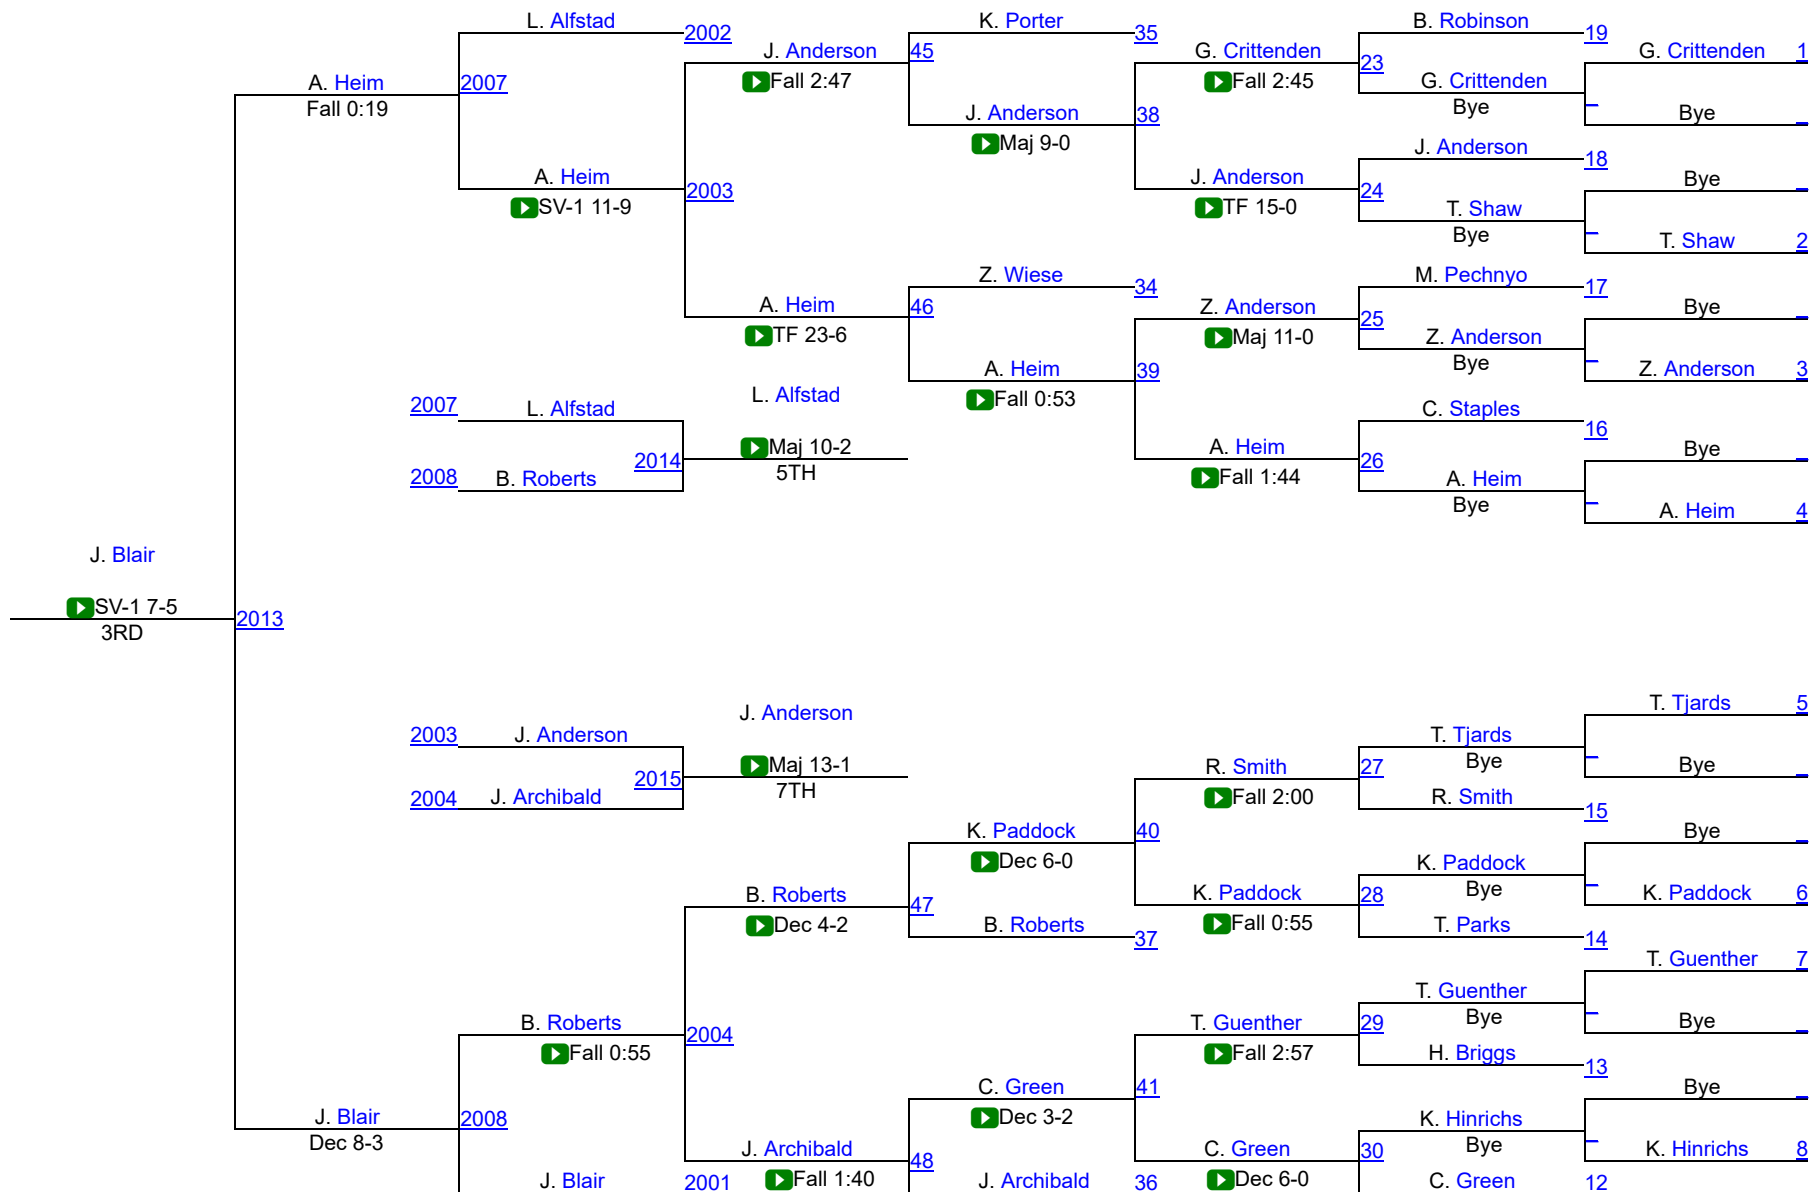 L. Alfstad
2002
K. Porter
35
B. Robinson
19
J. Anderson
45
G. Crittenden
G. Crittenden
1
Fall 2:47
Fall 2:45
23
A. Heim
2007
G. Crittenden
Fall 0:19
Bye
J. Anderson
38
Bye
Maj 9-0
J. Anderson
18
A. Heim
2003
J. Anderson
24
Bye
SV-1 11-9
TF 15-0
T. Shaw
Bye
T. Shaw
2
Z. Wiese
34
M. Pechnyo
17
A. Heim
46
Z. Anderson
25
Bye
TF 23-6
Maj 11-0
Z. Anderson
Bye
A. Heim
39
Z. Anderson
3
L. Alfstad
Fall 0:53
2007
L. Alfstad
C. Staples
16
Maj 10-2
A. Heim
26
Bye
2014
5TH
Fall 1:44
2008
B. Roberts
A. Heim
Bye
A. Heim
4
J. Blair
SV-1 7-5
2013
3RD
T. Tjards
5
J. Anderson
2003
J. Anderson
T. Tjards
Maj 13-1
R. Smith
27
Bye
Bye
2015
7TH
2004
J. Archibald
Fall 2:00
R. Smith
15
K. Paddock
40
Bye
Dec 6-0
K. Paddock
B. Roberts
47
K. Paddock
28
Bye
K. Paddock
6
Dec 4-2
B. Roberts
37
Fall 0:55
T. Parks
14
T. Guenther
7
T. Guenther
B. Roberts
2004
T. Guenther
29
Bye
Bye
Fall 0:55
Fall 2:57
H. Briggs
13
C. Green
41
Bye
J. Blair
2008
Dec 3-2
K. Hinrichs
Dec 8-3
Bye
J. Archibald
48
C. Green
30
K. Hinrichs
8
J. Blair
2001
Fall 1:40
J. Archibald
36
Dec 6-0
C. Green
12